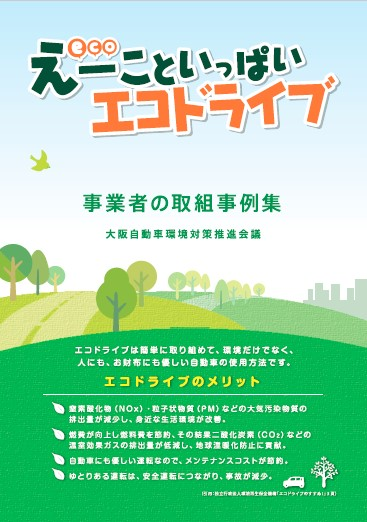 eco
えーこといっぱい
エコドライブ
事業者の取組事例集
大阪自動車環境対策推進会議
エコドライブは簡単に取り組めて、環境だけでなく、
人にも、お財布にも優しい自動車の使用方法です。
エコドライブのメリット
窒素酸化物（NOx）・粒子状物質（PM）などの大気汚染物質の
排出量が減少し、身近な生活環境が改善。
燃費が向上し燃料費を節約、その結果二酸化炭素（CO₂）などの
温室効果ガスの排出量が低減し、地球温暖化防止に貢献。
自動車にも優しい運転なので、メンテナンスコストが節約。
ゆとりある運転は、安全運転につながり、事故が減少。
（引用：独立行政法人環境再生保全機構「エコドライブのすすめ」より）